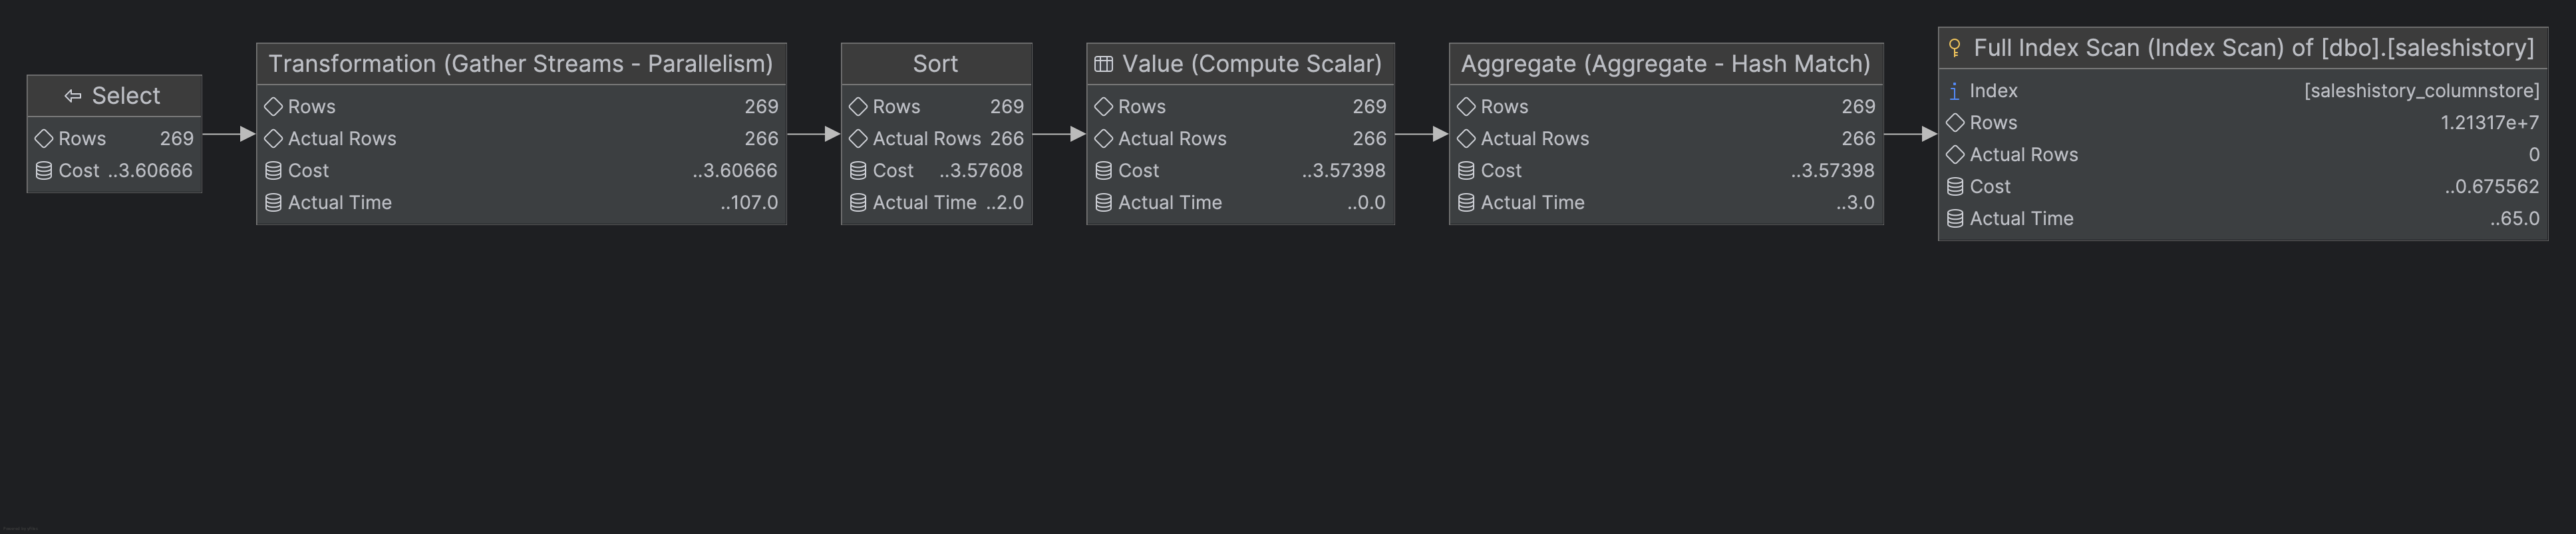 Select
Rows 269
Cost ..3.60666
Transformation (Gather Streams - Parallelism)
Rows 269
Actual Rows 266
Cost ..3.60666
Actual Time ..107.0
Sort
Rows 269
Actual Rows 266
Cost ..3.57608
Actual Time ..2.0
Value (Compute Scalar)
Rows 269
Actual Rows 266
Cost ..3.57398
Actual Time ..0.0
Aggregate (Aggregate - Hash Match)
Rows 269
Actual Rows 266
Cost ..3.57398
Actual Time ..3.0
Full Index Scan (Index Scan) of [dbo].[saleshistory]
Index [saleshistory_columnstore]
Rows 1.21317e+7
Actual Rows 0
Cost ..0.675562
Actual Time ..65.0